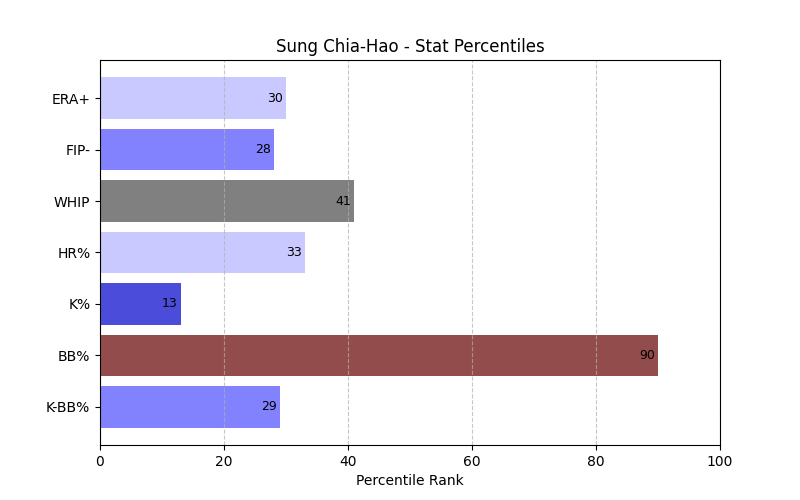 Sung Chia-Hao - Stat Percentiles
ERA+ 30
FIP- 28
WHIP 41
HR% 33
K% 13
BB% 90
K-BB% 29
0 20 40 60 80 100
Percentile Rank